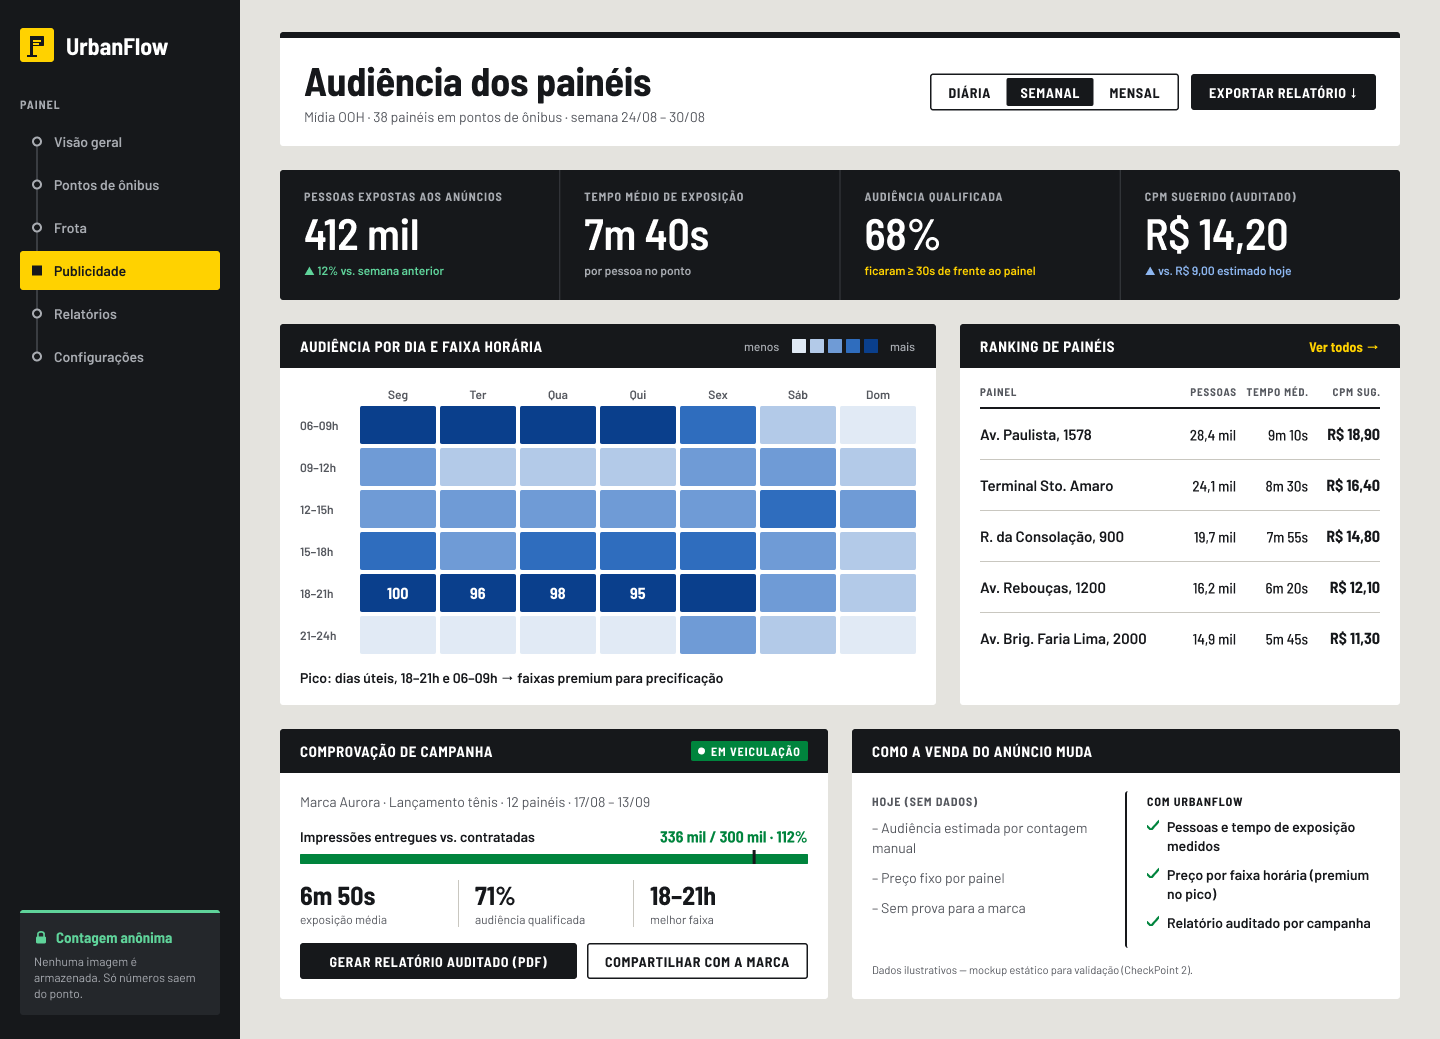 UrbanFlow
PAINEL
Visão geral
Pontos de ônibus
Frota
Publicidade
Relatórios
Configurações
Contagem anônima
Nenhuma imagem é
armazenada. Só números saem
do ponto.
Audiência dos painéis
Mídia OOH · 38 painéis em pontos de ônibus · semana 24/08 – 30/08
DIÁRIA SEMANAL MENSAL
EXPORTAR RELATÓRIO ↓
PESSOAS EXPOSTAS AOS ANÚNCIOS
412 mil
▲ 12% vs. semana anterior
TEMPO MÉDIO DE EXPOSIÇÃO
7m 40s
por pessoa no ponto
AUDIÊNCIA QUALIFICADA
68%
ficaram ≥ 30s de frente ao painel
CPM SUGERIDO (AUDITADO)
R$ 14,20
▲ vs. R$ 9,00 estimado hoje
AUDIÊNCIA POR DIA E FAIXA HORÁRIA
menos mais
Seg Ter Qua Qui Sex Sáb Dom
06–09h
09–12h
12–15h
15–18h
18–21h 100 96 98 95
21–24h
Pico: dias úteis, 18–21h e 06–09h → faixas premium para precificação
RANKING DE PAINÉIS
Ver todos →
PAINEL PESSOAS TEMPO MÉD. CPM SUG.
Av. Paulista, 1578 28,4 mil 9m 10s R$ 18,90
Terminal Sto. Amaro 24,1 mil 8m 30s R$ 16,40
R. da Consolação, 900 19,7 mil 7m 55s R$ 14,80
Av. Rebouças, 1200 16,2 mil 6m 20s R$ 12,10
Av. Brig. Faria Lima, 2000 14,9 mil 5m 45s R$ 11,30
COMPROVAÇÃO DE CAMPANHA
EM VEICULAÇÃO
Marca Aurora · Lançamento tênis · 12 painéis · 17/08 – 13/09
Impressões entregues vs. contratadas 336 mil / 300 mil · 112%
6m 50s
exposição média
71%
audiência qualificada
18–21h
melhor faixa
GERAR RELATÓRIO AUDITADO (PDF)
COMPARTILHAR COM A MARCA
COMO A VENDA DO ANÚNCIO MUDA
HOJE (SEM DADOS)
– Audiência estimada por contagem
manual
– Preço fixo por painel
– Sem prova para a marca
COM URBANFLOW
Pessoas e tempo de exposição
medidos
Preço por faixa horária (premium
no pico)
Relatório auditado por campanha
Dados ilustrativos — mockup estático para validação (CheckPoint 2).